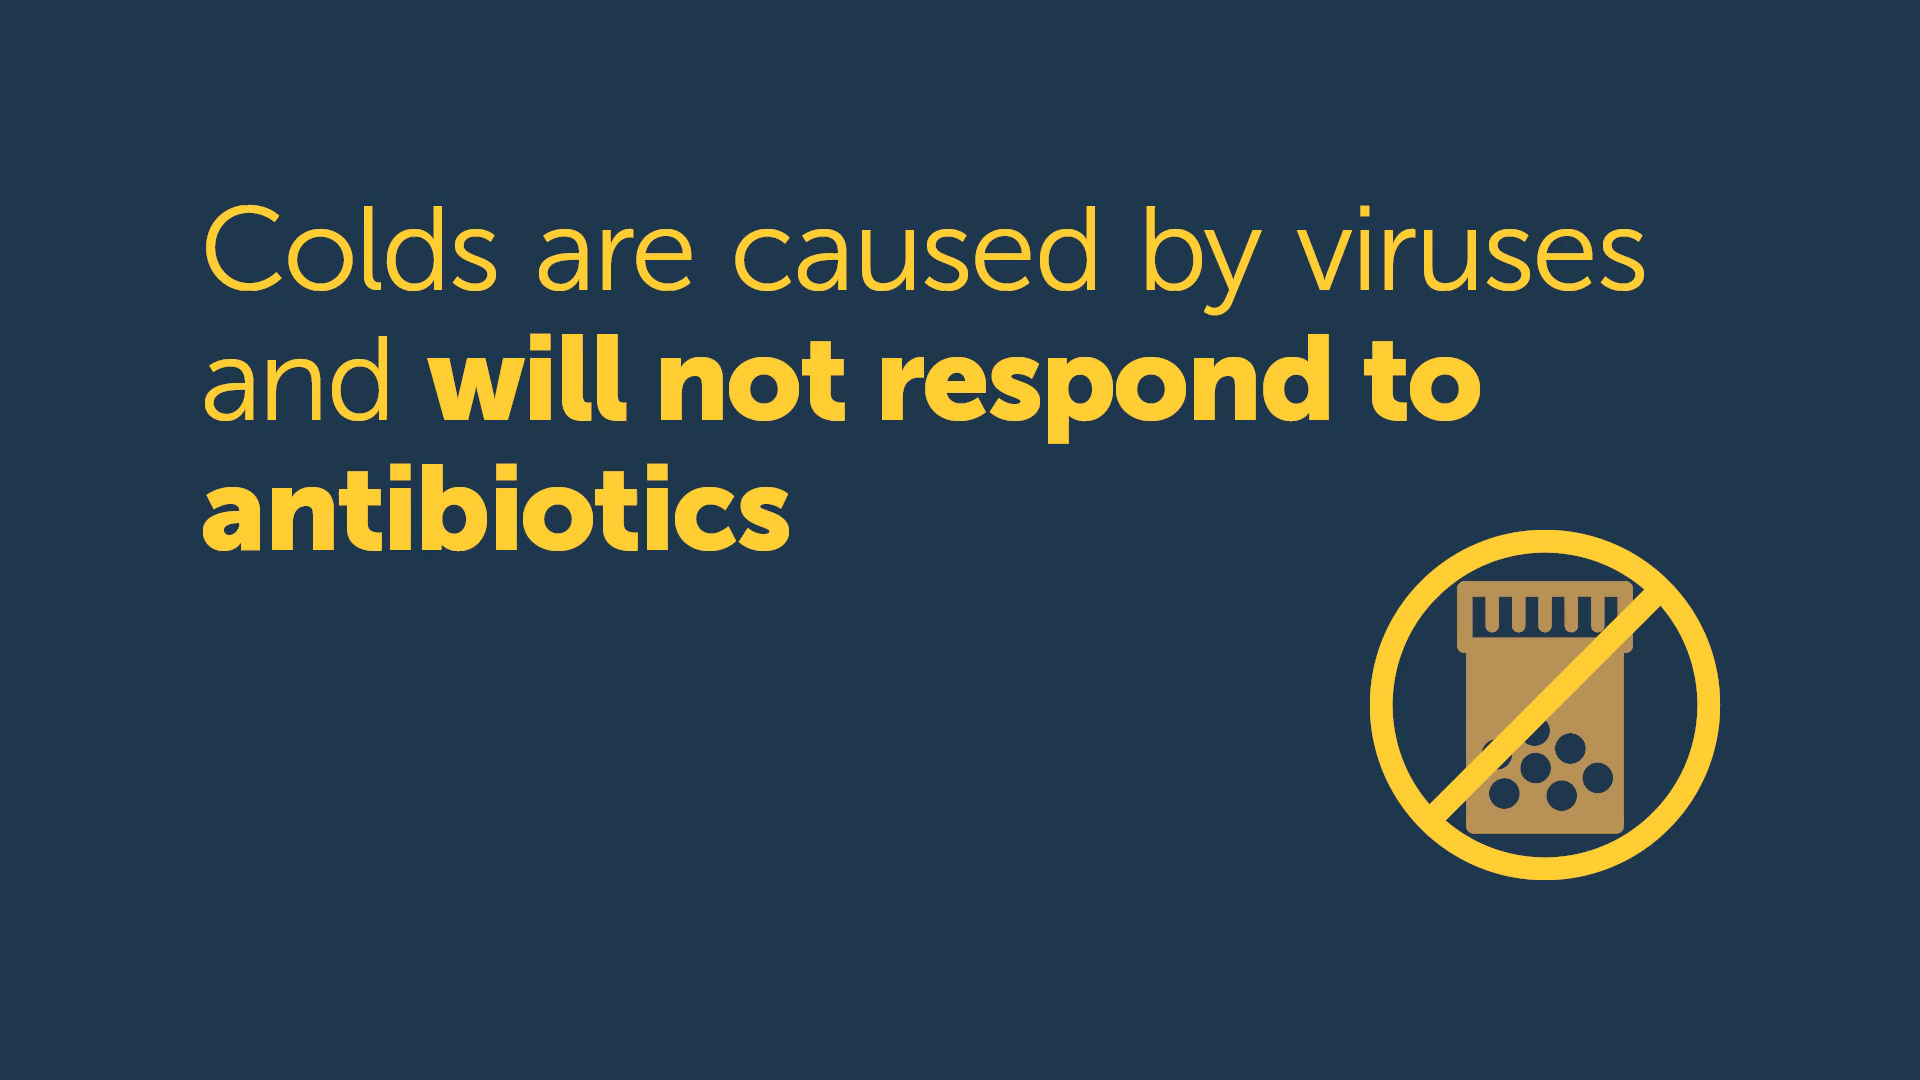 Colds are caused by viruses
and will not respond to
antibiotics